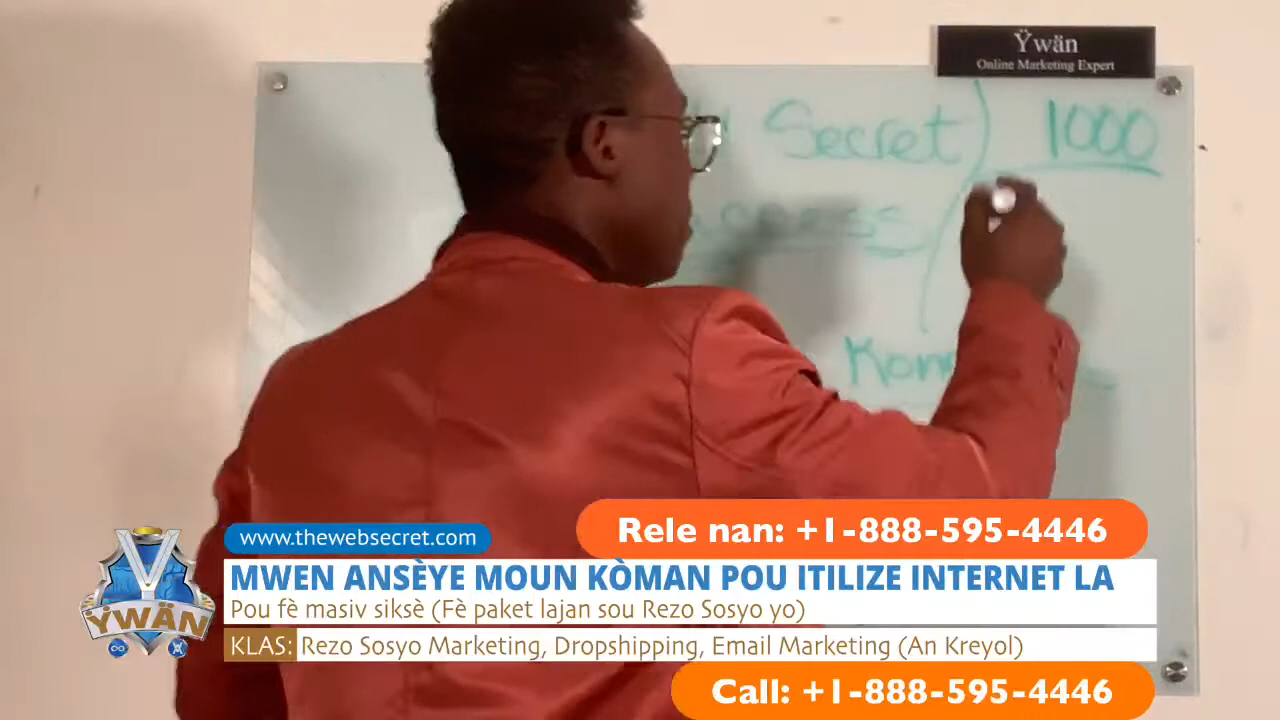 Ÿwän
Online Marketing Expert
Secret) 1000
Rele nan: +1-888-595-4446
www.thewebsecret.com
MWEN ANSÈYE MOUN KÒMAN POU ITILIZE INTERNET LA
Pou fè masiv siksè (Fè paket lajan sou Rezo Sosyo yo)
KLAS: Rezo Sosyo Marketing, Dropshipping, Email Marketing (An Kreyol)
ŸWÄN
Call: +1-888-595-4446